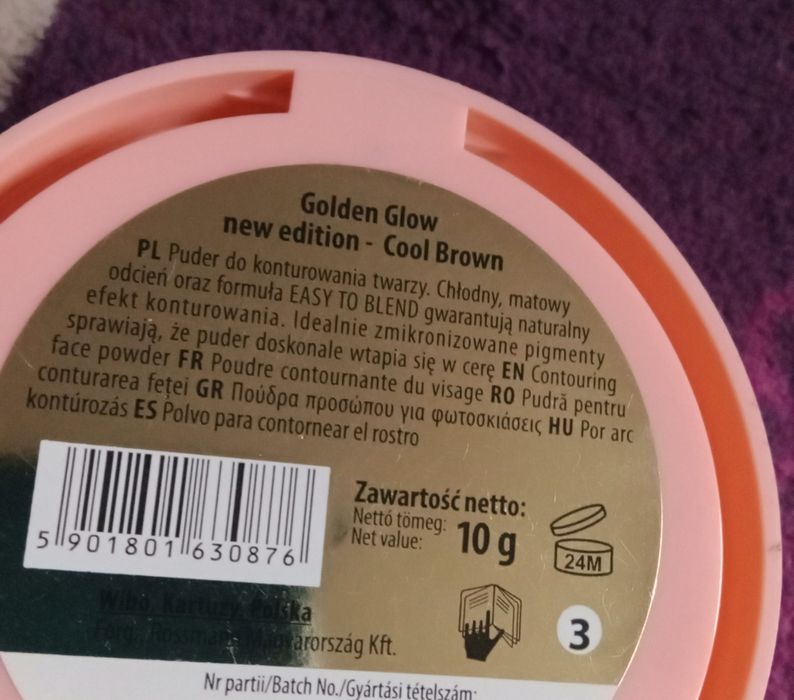 Golden Glow
new edition - Cool Brown
PL Puder do konturowania twarzy. Chłodny, matowy
odcień oraz formuła EASY TO BLEND gwarantują naturalny
efekt konturowania. Idealnie zmikronizowane pigmenty
sprawiają, że puder doskonale wtapia się w cerę EN Contouring
face powder FR Poudre contournante du visage RO Pudră pentru
conturarea feței GR Πούδρα προσώπου για φωτοσκιάσεις HU Por arc
kontúrozás ES Polvo para contornear el rostro
5 901801 630876
Zawartość netto:
Nettó tömeg:
Net value:
10 g
24M
Wibo, Kartuzy, Polska
Forg.: Rossmann Magyarország Kft.
3
Nr partii/Batch No./Gyártási tételszám: